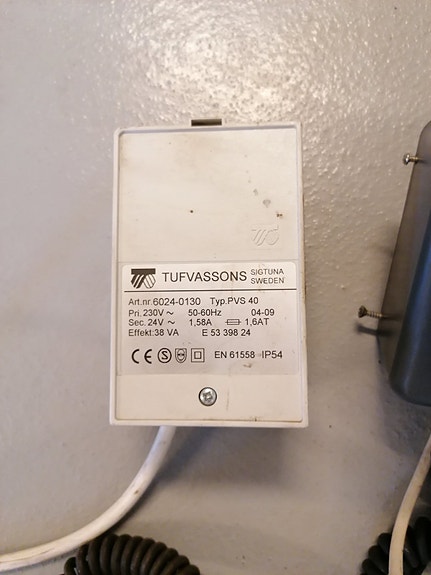 TUFVASSONS SIGTUNA SWEDEN
Art.nr.6024-0130 Typ.PVS 40
Pri. 230V ~ 50-60Hz 04-09
Sec. 24V ~ 1,58A 1,6AT
Effekt:38 VA E 53 398 24
CE S EN 61558 IP54